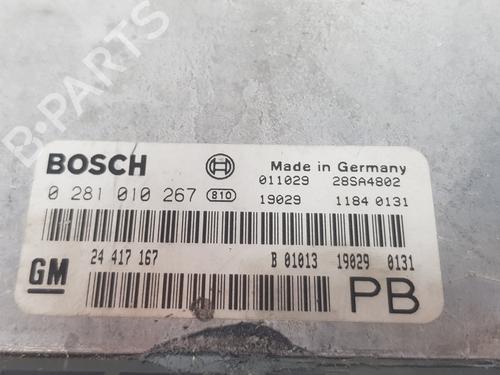 B-PARTS
BOSCH Made in Germany
011029 28SA4802
0 281 010 267 810 19029 1184 0131
24 417 167 B 01013 19029 0131
GM PB